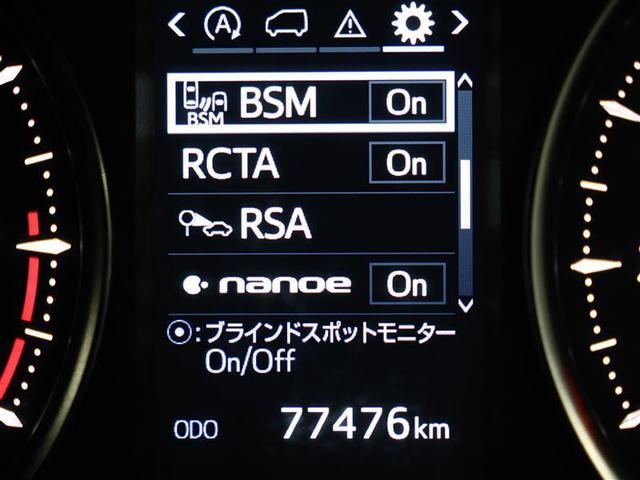 A
BSM BSM On
RCTA On
RSA
nanoe On
:ブラインドスポットモニター
On/Off
ODO 77476km